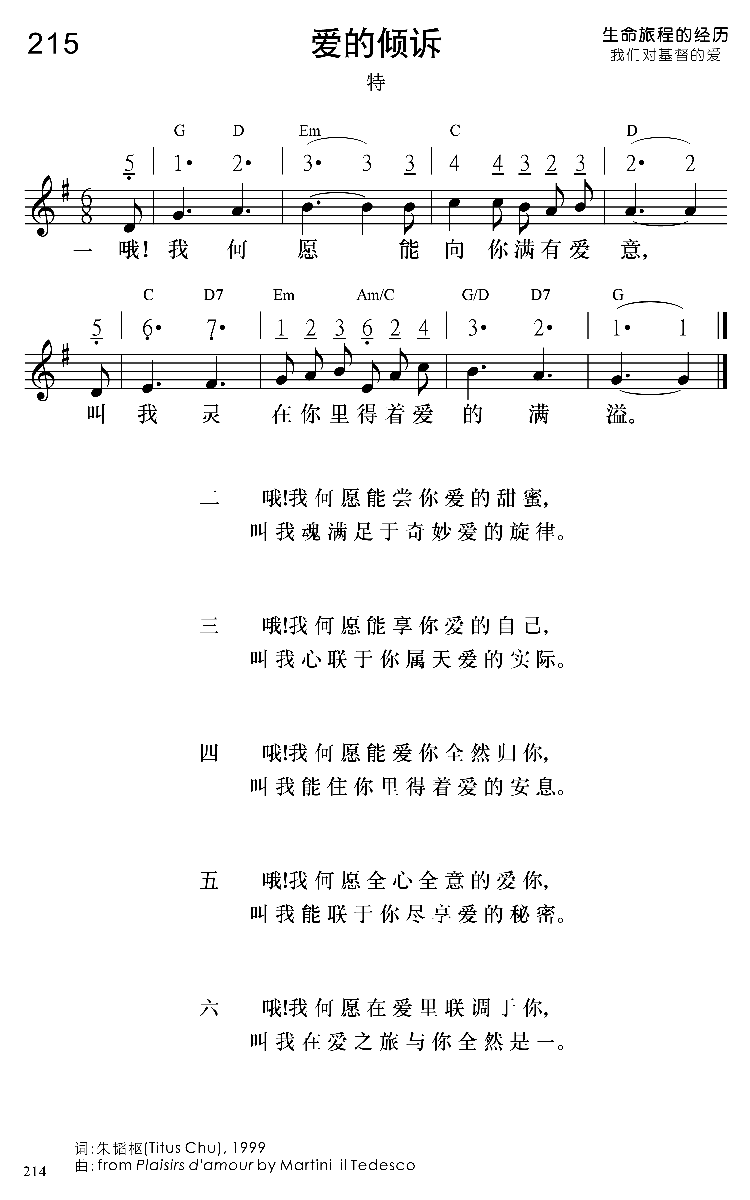 215
爱的倾诉
生命旅程的经历
我们对基督的爱
特
G D Em C D
5 | 1• 2• | 3• 3 3 | 4 4 3 2 3 | 2• 2
6 8
一 哦!我 何 愿 能 向 你满有爱 意,
C D7 Em Am/C G/D D7 G
5 | 6• 7• | 1 2 3 6 2 4 | 3• 2• | 1• 1
叫 我 灵 在你里得着爱 的 满 溢。
二 哦!我何愿能尝你爱的甜蜜,
叫我魂满足于奇妙爱的旋律。
三 哦!我何愿能享你爱的自己,
叫我心联于你属天爱的实际。
四 哦!我何愿能爱你全然归你,
叫我能住你里得着爱的安息。
五 哦!我何愿全心全意的爱你,
叫我能联于你尽享爱的秘密。
六 哦!我何愿在爱里联调于你,
叫我在爱之旅与你全然是一。
词:朱韬枢(Titus Chu), 1999
曲: from Plaisirs d'amour by Martini il Tedesco
214